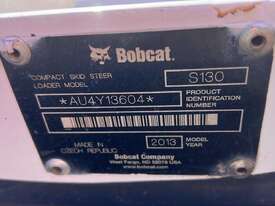 Bobcat.
COMPACT SKID STEER
LOADER MODEL
S130
*AU4Y13604*
PRODUCT
IDENTIFICATION
NUMBER
MADE IN
CZECH REPUBLIC
2013
MODEL
YEAR
Bobcat Company
West Fargo, ND 58078 USA
www.bobcat.com